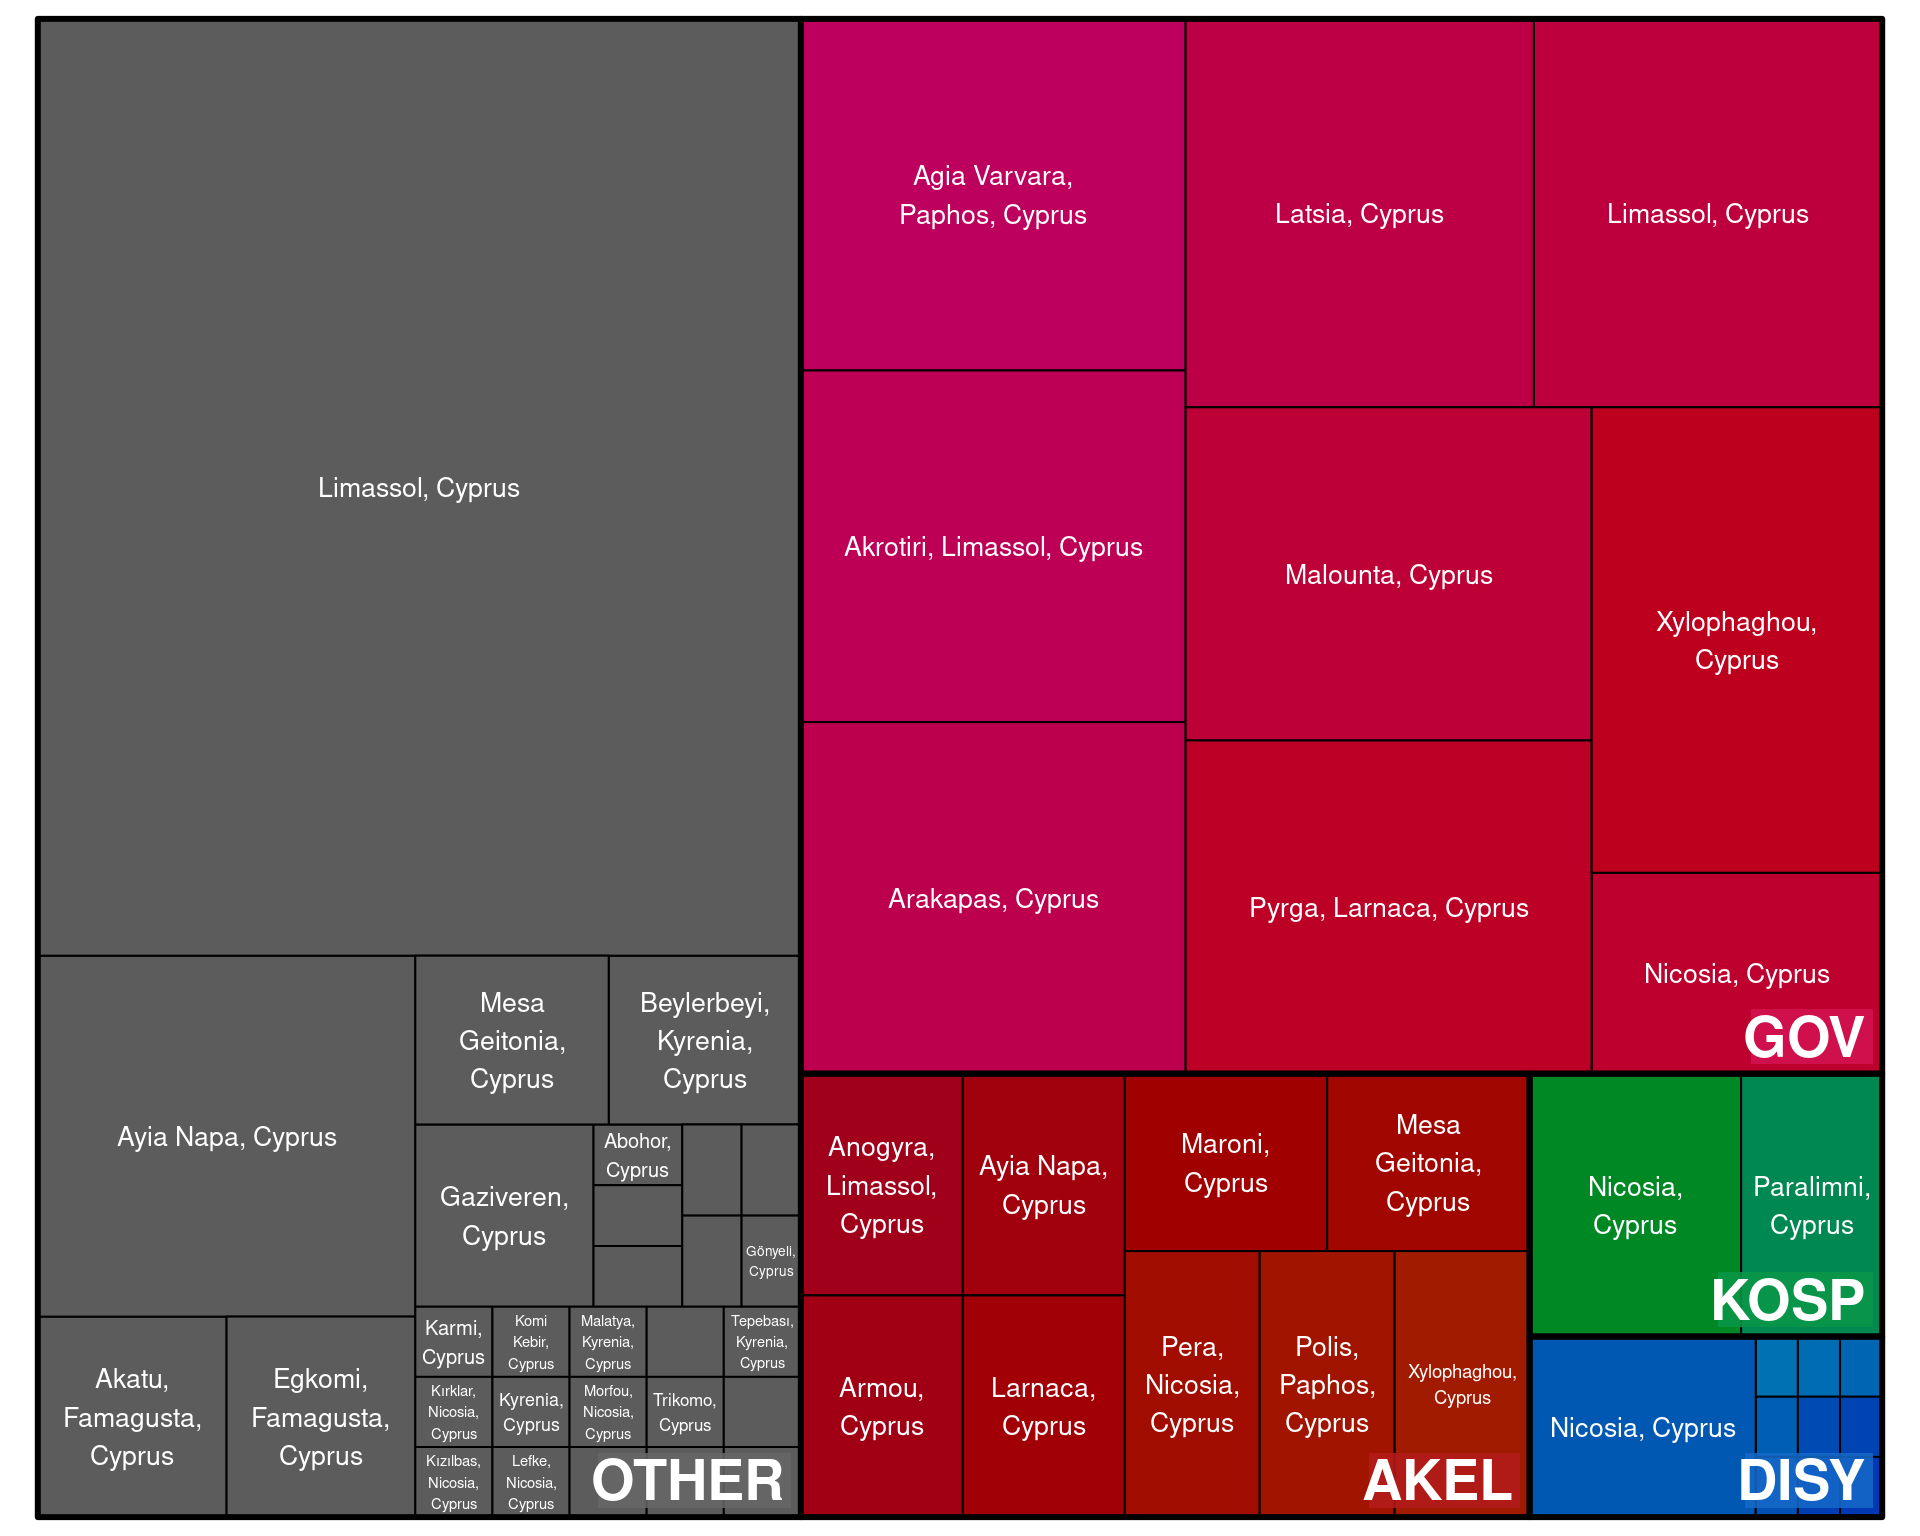 Limassol, Cyprus
Ayia Napa, Cyprus
Mesa
Geitonia,
Cyprus
Beylerbeyi,
Kyrenia,
Cyprus
Gaziveren,
Cyprus
Abohor,
Cyprus
Gönyeli,
Cyprus
Akatu,
Famagusta,
Cyprus
Egkomi,
Famagusta,
Cyprus
Karmi,
Cyprus
Komi
Kebir,
Cyprus
Malatya,
Kyrenia,
Cyprus
Tepebası,
Kyrenia,
Cyprus
Kırklar,
Nicosia,
Cyprus
Kyrenia,
Cyprus
Morfou,
Nicosia,
Cyprus
Trikomo,
Cyprus
Kızılbas,
Nicosia,
Cyprus
Lefke,
Nicosia,
Cyprus
OTHER
Agia Varvara,
Paphos, Cyprus
Latsia, Cyprus
Limassol, Cyprus
Akrotiri, Limassol, Cyprus
Malounta, Cyprus
Xylophaghou,
Cyprus
Arakapas, Cyprus
Pyrga, Larnaca, Cyprus
Nicosia, Cyprus
GOV
Anogyra,
Limassol,
Cyprus
Ayia Napa,
Cyprus
Maroni,
Cyprus
Mesa
Geitonia,
Cyprus
Armou,
Cyprus
Larnaca,
Cyprus
Pera,
Nicosia,
Cyprus
Polis,
Paphos,
Cyprus
Xylophaghou,
Cyprus
AKEL
Nicosia,
Cyprus
Paralimni,
Cyprus
KOSP
Nicosia, Cyprus
DISY